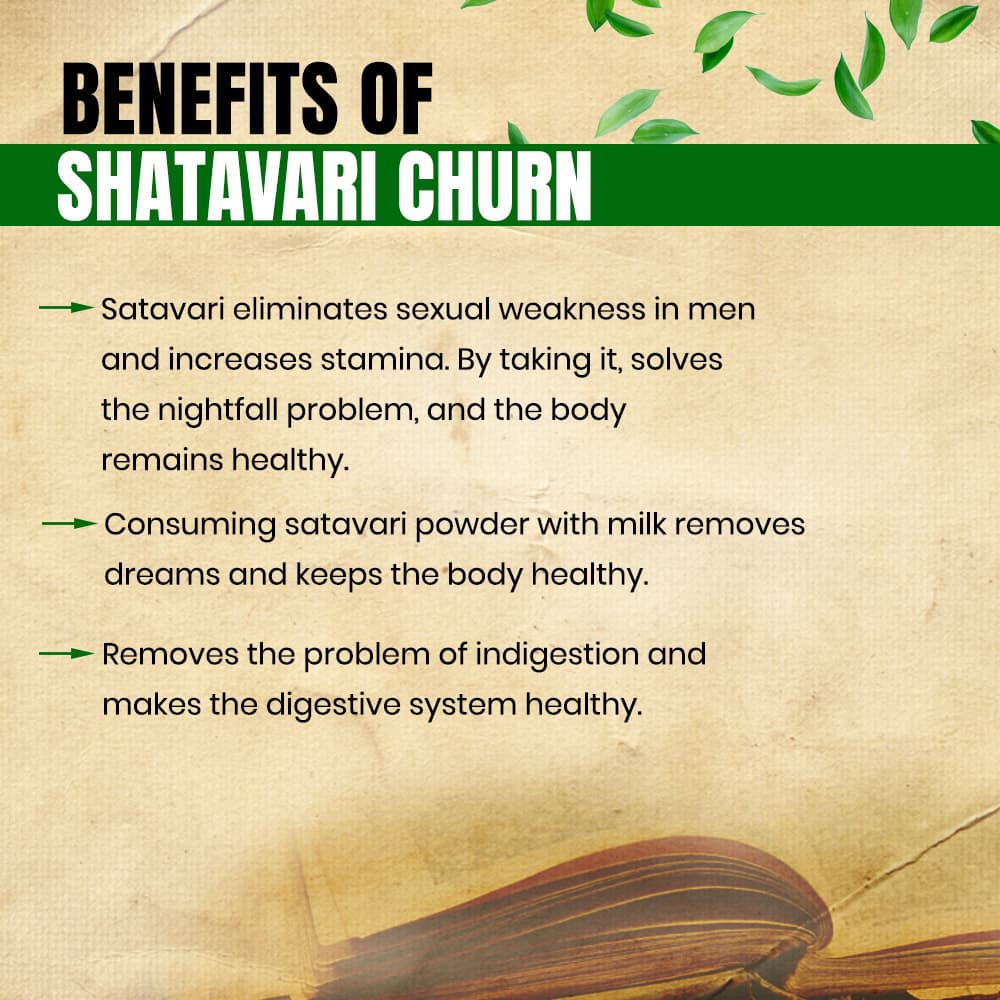 BENEFITS OF
SHATAVARI CHURN
Satavari eliminates sexual weakness in men
and increases stamina. By taking it, solves
the nightfall problem, and the body
remains healthy.
Consuming satavari powder with milk removes
dreams and keeps the body healthy.
Removes the problem of indigestion and
makes the digestive system healthy.